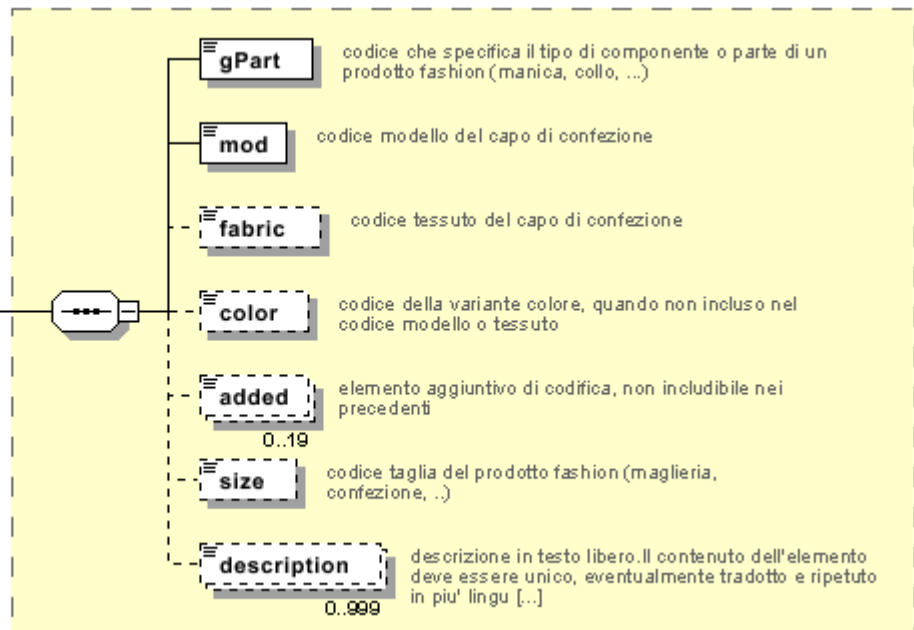 gPart
codice che specifica il tipo di componente o parte di un
prodotto fashion (manica, collo, ...)
mod
codice modello del capo di confezione
fabric
codice tessuto del capo di confezione
color
codice della variante colore, quando non incluso nel
codice modello o tessuto
added
elemento aggiuntivo di codifica, non includibile nei
precedenti
0..19
size
codice taglia del prodotto fashion (maglieria,
confezione, ..)
description
descrizione in testo libero.Il contenuto dell'elemento
deve essere unico, eventualmente tradotto e ripetuto
in piu' lingu [...]
0..999